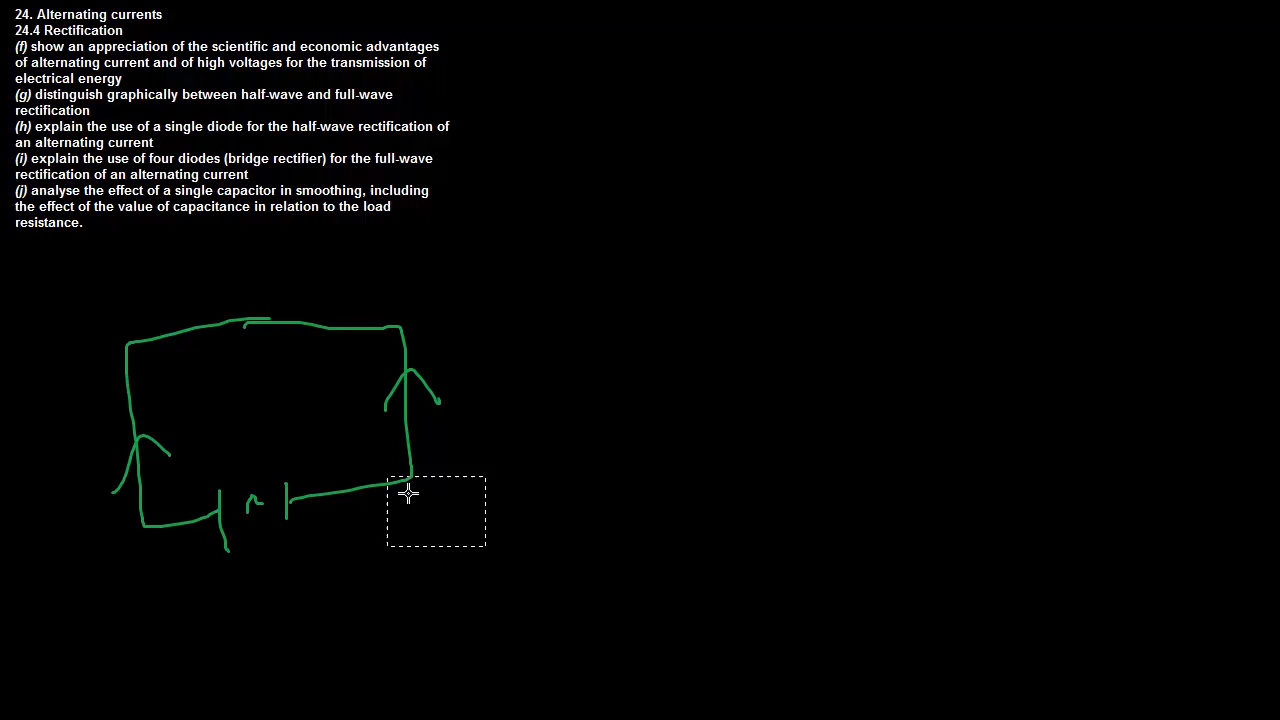 24. Alternating currents
24.4 Rectification
(f) show an appreciation of the scientific and economic advantages
of alternating current and of high voltages for the transmission of
electrical energy
(g) distinguish graphically between half-wave and full-wave
rectification
(h) explain the use of a single diode for the half-wave rectification of
an alternating current
(i) explain the use of four diodes (bridge rectifier) for the full-wave
rectification of an alternating current
(j) analyse the effect of a single capacitor in smoothing, including
the effect of the value of capacitance in relation to the load
resistance.